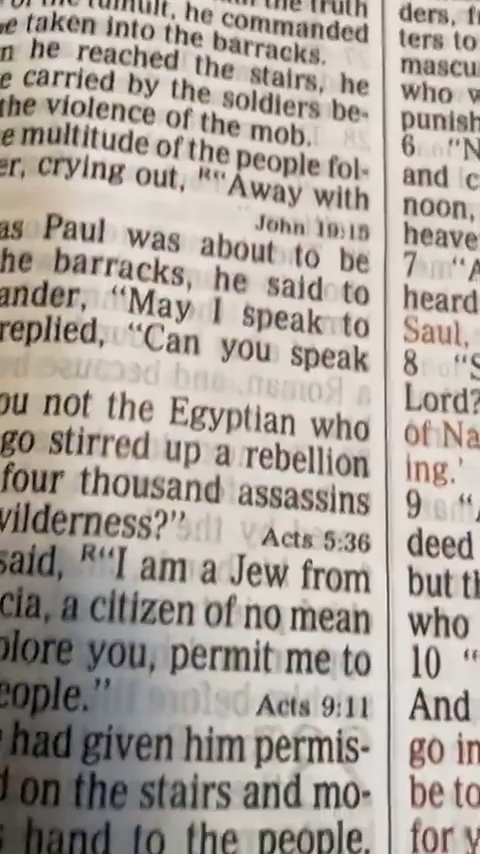 of the tumult, he commanded
taken into the barracks.
he reached the stairs, he
carried by the soldiers be-
the violence of the mob.
multitude of the people fol-
crying out, R“Away with
John 19:15
as Paul was about to be
he barracks, he said to
ander, “May I speak to
replied, “Can you speak
ou not the Egyptian who
go stirred up a rebellion
four thousand assassins
vilderness?”
Acts 5:36
said, R“I am a Jew from
cia, a citizen of no mean
plore you, permit me to
eople.”
Acts 9:11
had given him permis-
on the stairs and mo-
hand to the people.
ders, f
ters to
mascu
who w
punish
6 “N
and c
noon,
heave
7 “A
heard
Saul,
8 “S
Lord?
of Na
ing.'
9 “
deed
but th
who
10 “
And
go in
be to
for y